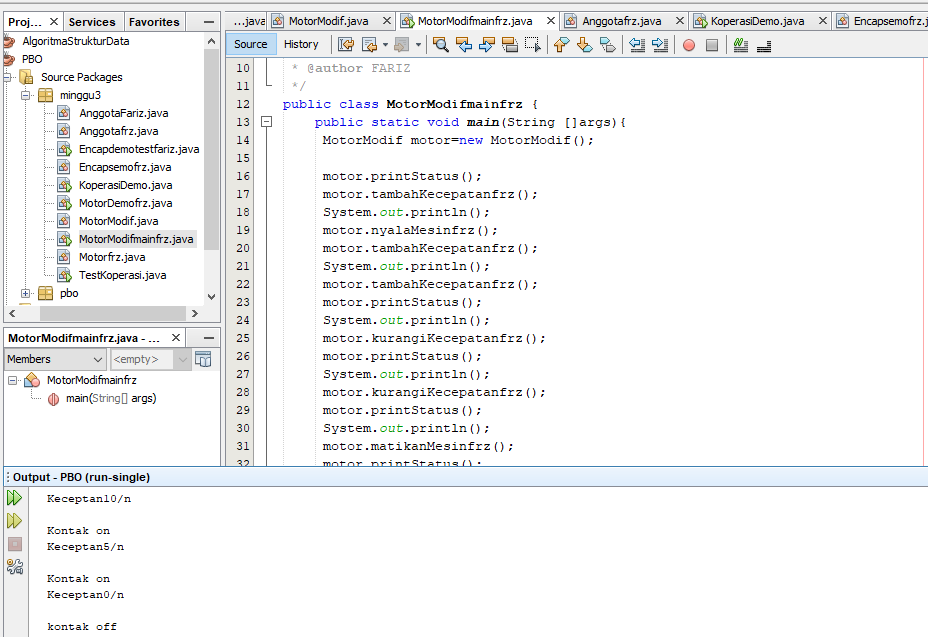 Proj... × Services Favorites
AlgoritmaStrukturData
PBO
Source Packages
minggu3
AnggotaFariz.java
Anggotafrz.java
Encapdemotestfariz.java
Encapsemofrz.java
KoperasiDemo.java
MotorDemofrz.java
MotorModif.java
MotorModifmainfrz.java
Motorfrz.java
TestKoperasi.java
pbo
MotorModifmainfrz.java - ... ×
Members <empty>
MotorModifmainfrz
main(String[] args)
...java MotorModif.java × MotorModifmainfrz.java × Anggotafrz.java × KoperasiDemo.java × Encapsemofrz.j
Source History
10 * @author FARIZ
11 */
12 public class MotorModifmainfrz {
13 public static void main(String []args){
14 MotorModif motor=new MotorModif();
15
16 motor.printStatus();
17 motor.tambahKecepatanfrz();
18 System.out.println();
19 motor.nyalaMesinfrz();
20 motor.tambahKecepatanfrz();
21 System.out.println();
22 motor.tambahKecepatanfrz();
23 motor.printStatus();
24 System.out.println();
25 motor.kurangiKecepatanfrz();
26 motor.printStatus();
27 System.out.println();
28 motor.kurangiKecepatanfrz();
29 motor.printStatus();
30 System.out.println();
31 motor.matikanMesinfrz();
32 motor.printStatus();
Output - PBO (run-single)
Keceptan10/n
Kontak on
Keceptan5/n
Kontak on
Keceptan0/n
kontak off